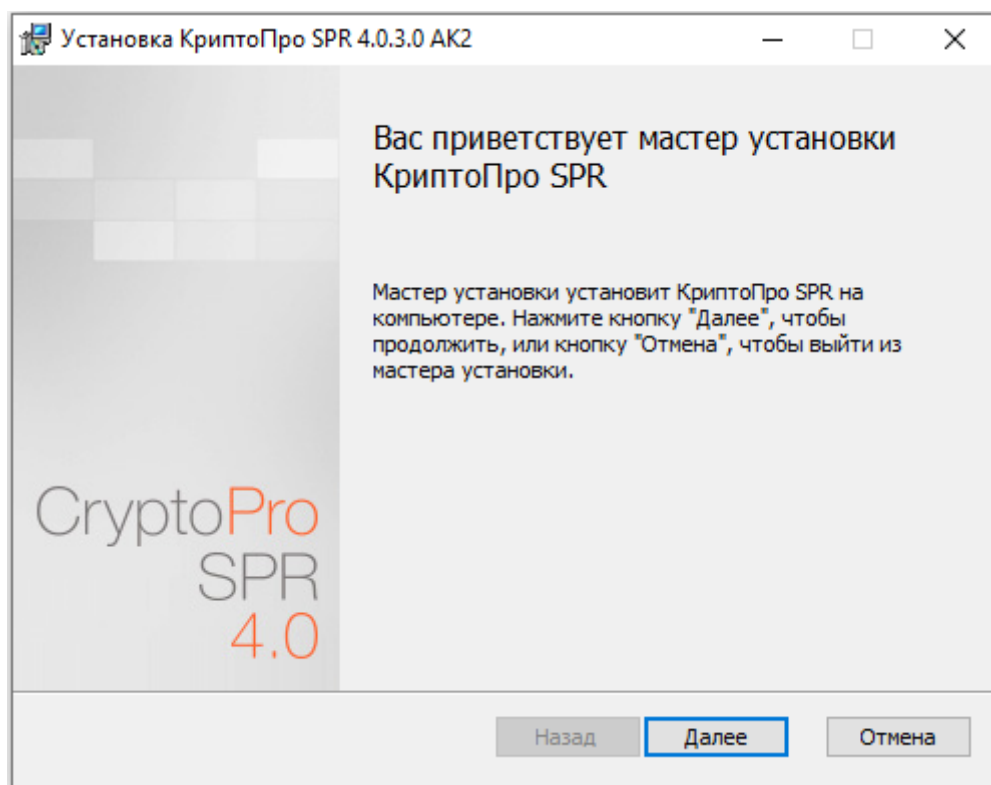 Установка КриптоПро SPR 4.0.3.0 AK2
Вас приветствует мастер установки
КриптоПро SPR
Мастер установки установит КриптоПро SPR на
компьютере. Нажмите кнопку "Далее", чтобы
продолжить, или кнопку "Отмена", чтобы выйти из
мастера установки.
CryptoPro
SPR
4.0
Назад
Далее
Отмена